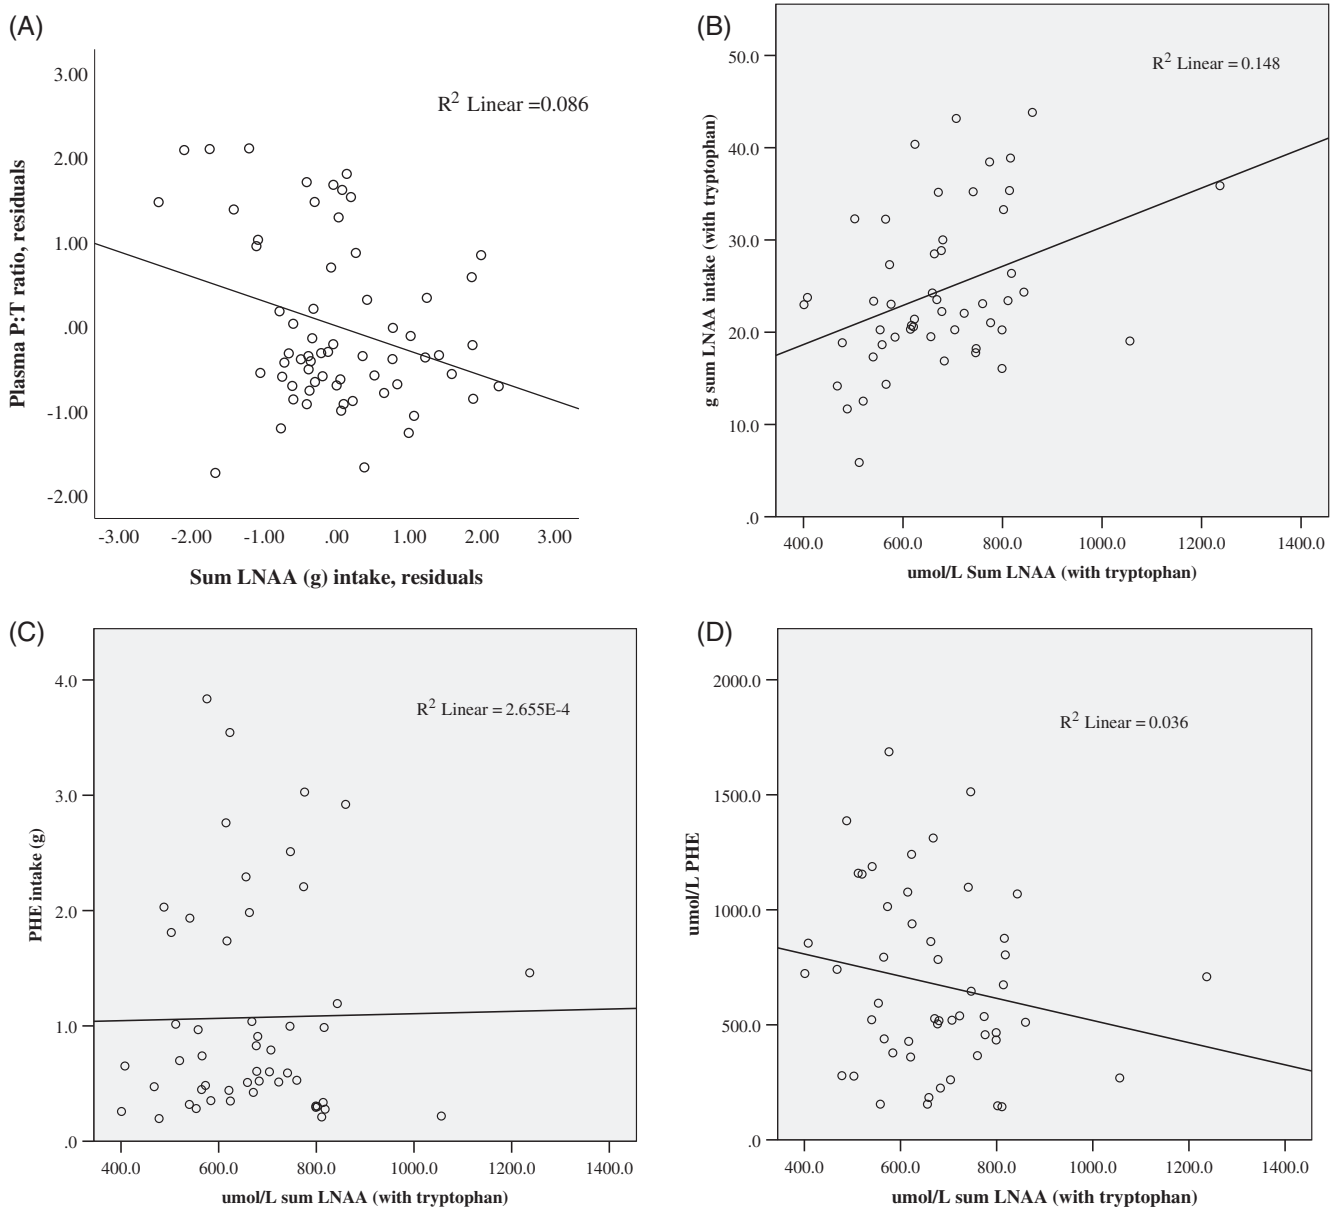 (A)
3.00
2.00
1.00
.00
-1.00
-2.00
Plasma P:T ratio, residuals
R² Linear =0.086
-3.00 -2.00 -1.00 .00 1.00 2.00 3.00
Sum LNAA (g) intake, residuals
(B)
50.0
40.0
30.0
20.0
10.0
.0
g sum LNAA intake (with tryptophan)
R² Linear = 0.148
400.0 600.0 800.0 1000.0 1200.0 1400.0
umol/L Sum LNAA (with tryptophan)
(C)
4.0
3.0
2.0
1.0
.0
PHE intake (g)
R² Linear = 2.655E-4
400.0 600.0 800.0 1000.0 1200.0 1400.0
umol/L sum LNAA (with tryptophan)
(D)
2000.0
1500.0
1000.0
500.0
.0
umol/L PHE
R² Linear = 0.036
400.0 600.0 800.0 1000.0 1200.0 1400.0
umol/L sum LNAA (with tryptophan)